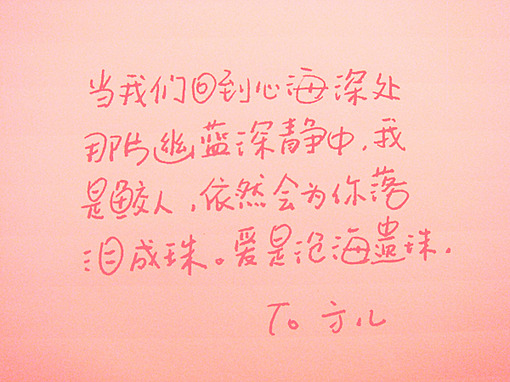 当我们回到心海深处
那片幽蓝深静中,我
是鲛人,依然会为你落
泪成珠。爱是沧海遗珠.
To 方儿